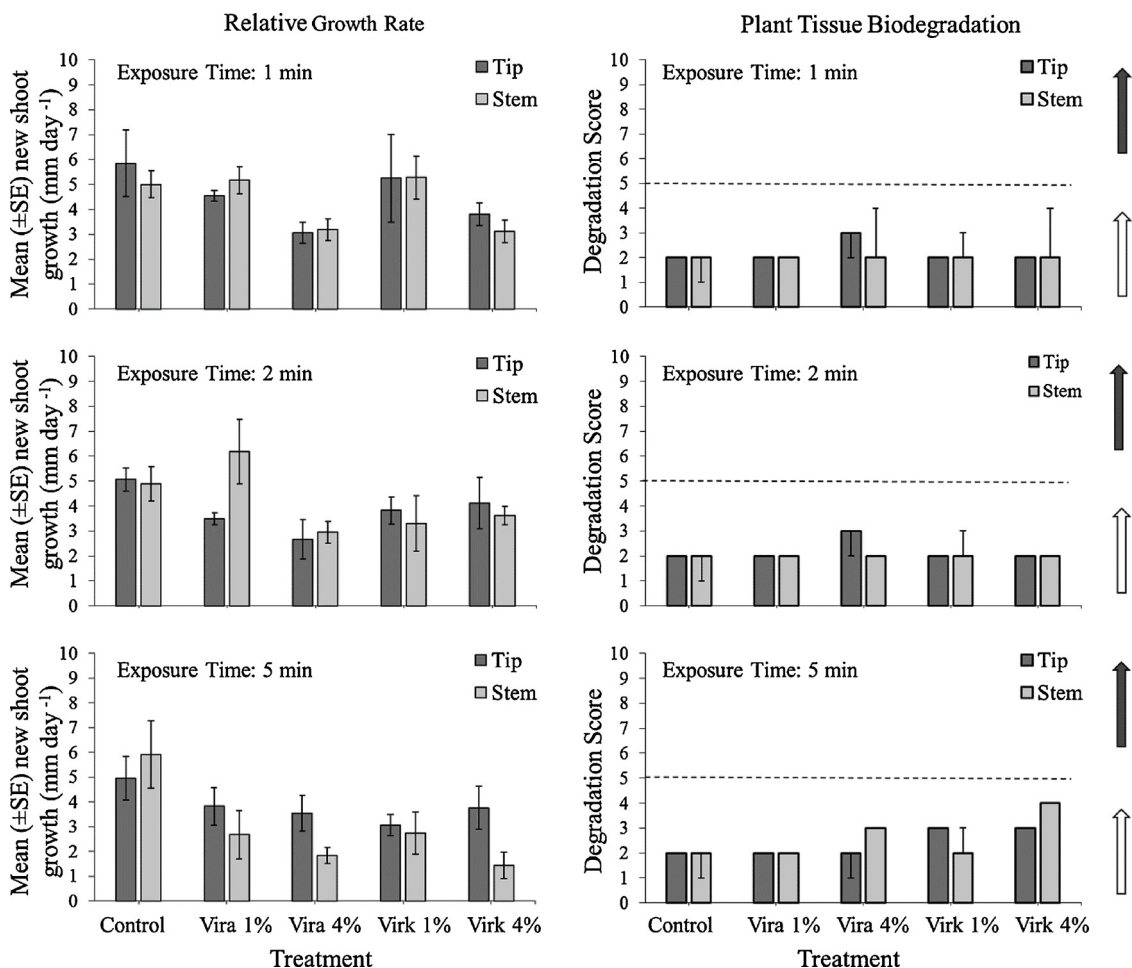 Relative Growth Rate
Mean (±SE) new shoot
growth (mm day -1)
10
9
8
7
6
5
4
3
2
1
0
Exposure Time: 1 min
Tip
Stem
Plant Tissue Biodegradation
Degradation Score
10
9
8
7
6
5
4
3
2
1
0
Exposure Time: 1 min
Tip
Stem
Mean (±SE) new shoot
growth (mm day -1)
10
9
8
7
6
5
4
3
2
1
0
Exposure Time: 2 min
Tip
Stem
Degradation Score
10
9
8
7
6
5
4
3
2
1
0
Exposure Time: 2 min
Tip
Stem
Mean (±SE) new shoot
growth (mm day -1)
10
9
8
7
6
5
4
3
2
1
0
Exposure Time: 5 min
Tip
Stem
Control Vira 1% Vira 4% Virk 1% Virk 4%
Treatment
Degradation Score
10
9
8
7
6
5
4
3
2
1
0
Exposure Time: 5 min
Tip
Stem
Control Vira 1% Vira 4% Virk 1% Virk 4%
Treatment